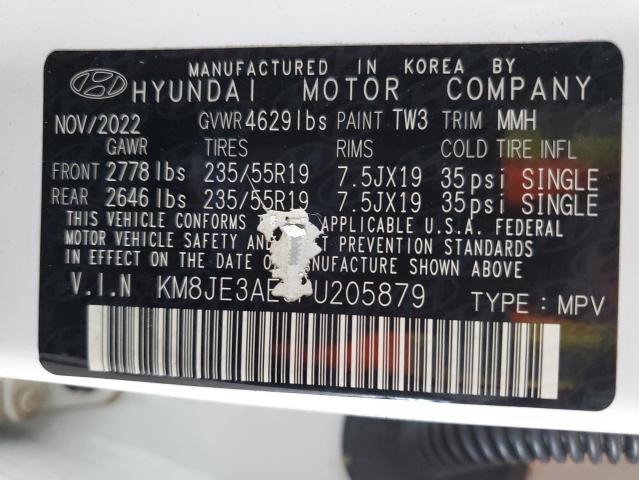 MANUFACTURED IN KOREA BY
HYUNDAI MOTOR COMPANY
NOV/2022 GVWR 4629 lbs PAINT TW3 TRIM MMH
GAWR TIRES RIMS COLD TIRE INFL
FRONT 2778 lbs 235/55R19 7.5JX19 35psi SINGLE
REAR 2646 lbs 235/55R19 7.5JX19 35psi SINGLE
THIS VEHICLE CONFORMS APPLICABLE U.S.A. FEDERAL
MOTOR VEHICLE SAFETY AND PREVENTION STANDARDS
IN EFFECT ON THE DATE OF MANUFACTURE SHOWN ABOVE.
V.I.N KM8JE3AE U205879 TYPE : MPV